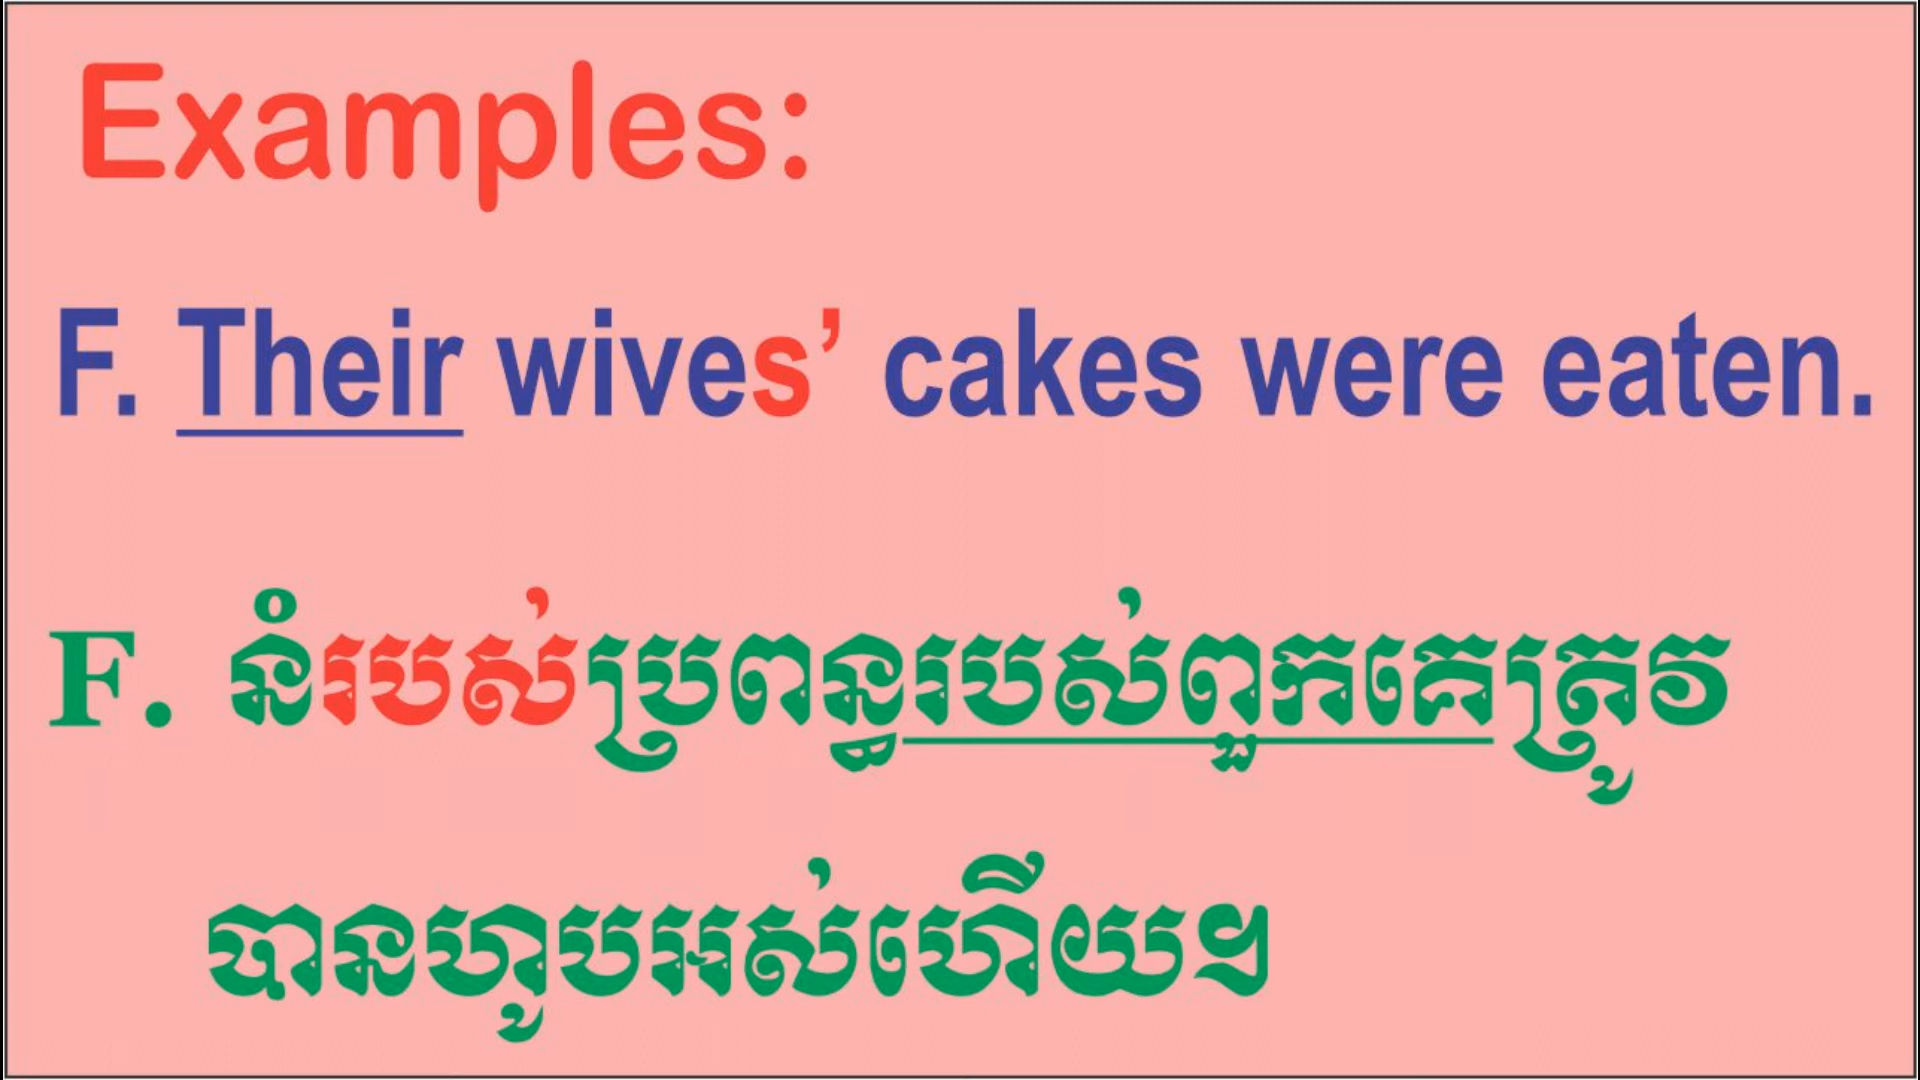 Examples:
F. Their wives’ cakes were eaten.
F. នំរបស់ប្រពន្ធរបស់ពួកគេត្រូវ
បានហូបអស់ហើយ។